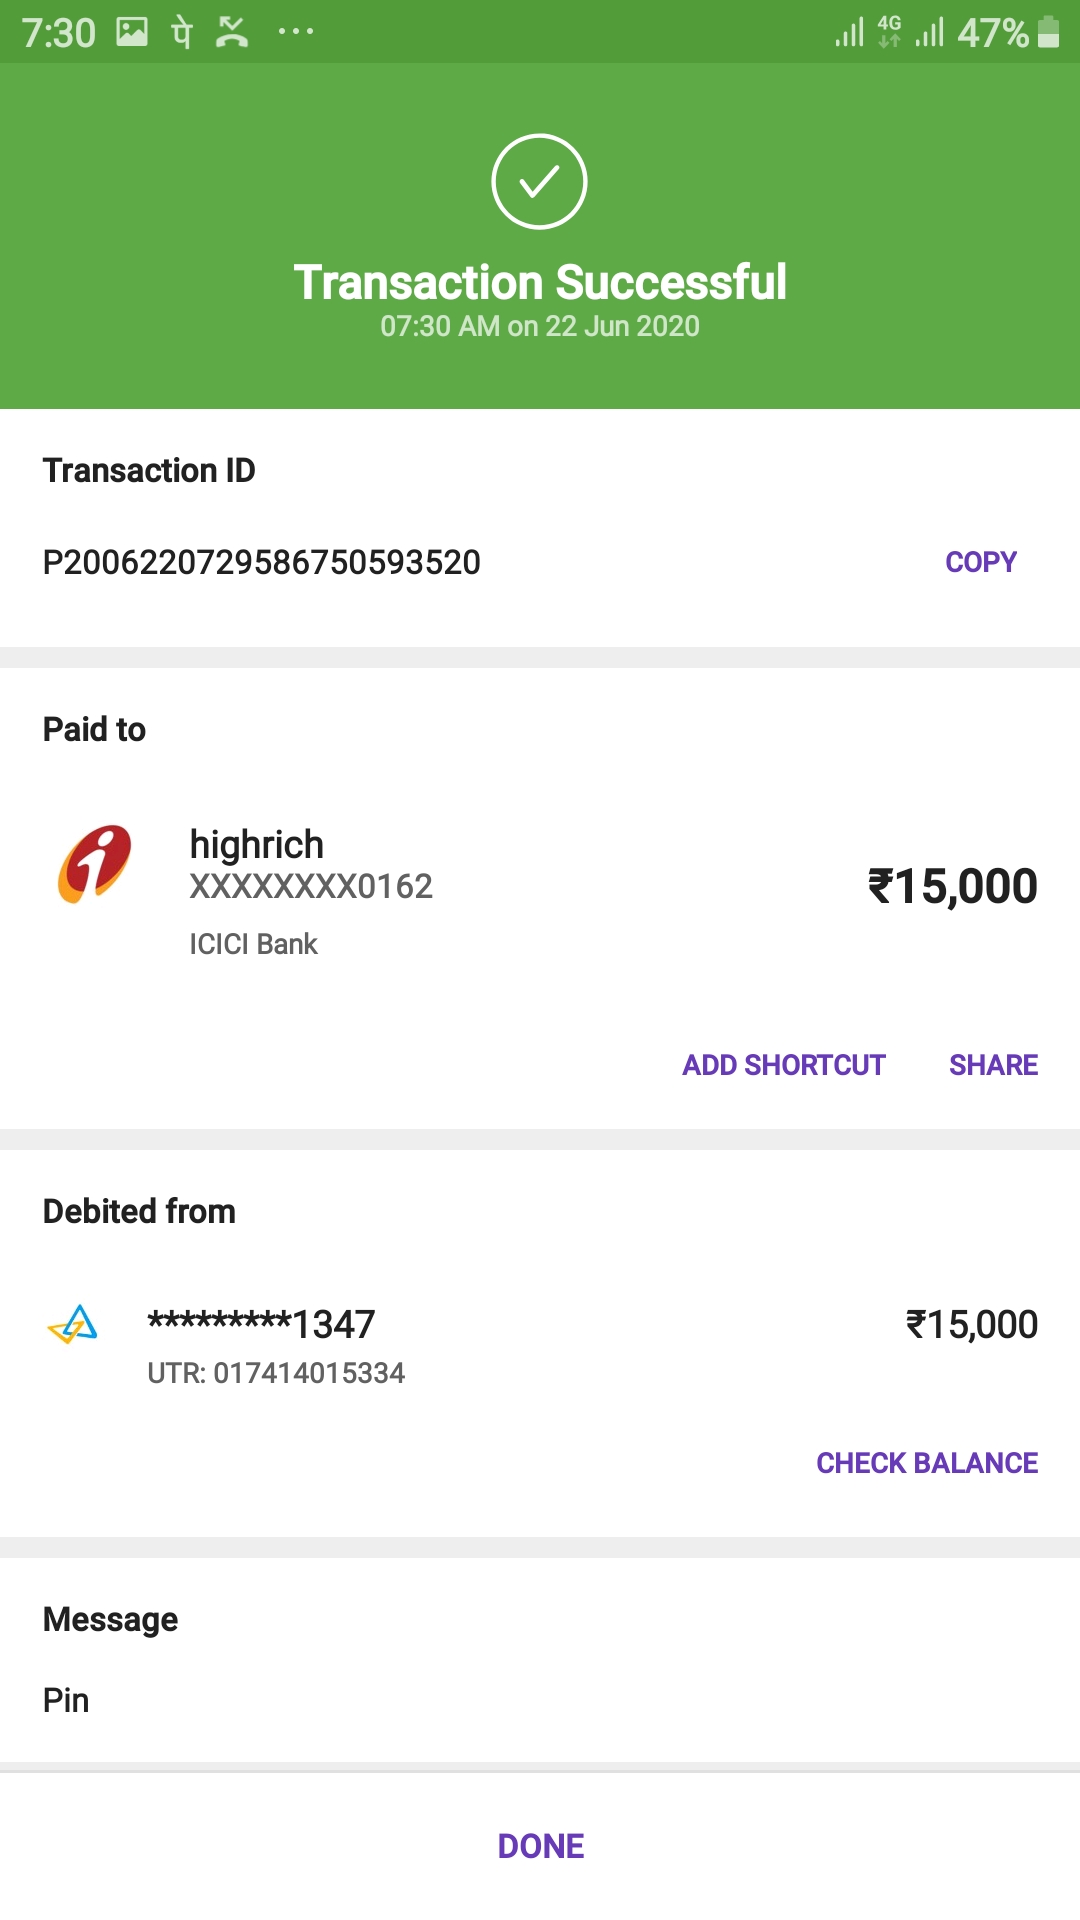 7:30 पे 4G 47%
Transaction Successful
07:30 AM on 22 Jun 2020
Transaction ID
P2006220729586750593520 COPY
Paid to
highrich
XXXXXXXX0162 ₹15,000
ICICI Bank
ADD SHORTCUT SHARE
Debited from
*********1347 ₹15,000
UTR: 017414015334
CHECK BALANCE
Message
Pin
DONE